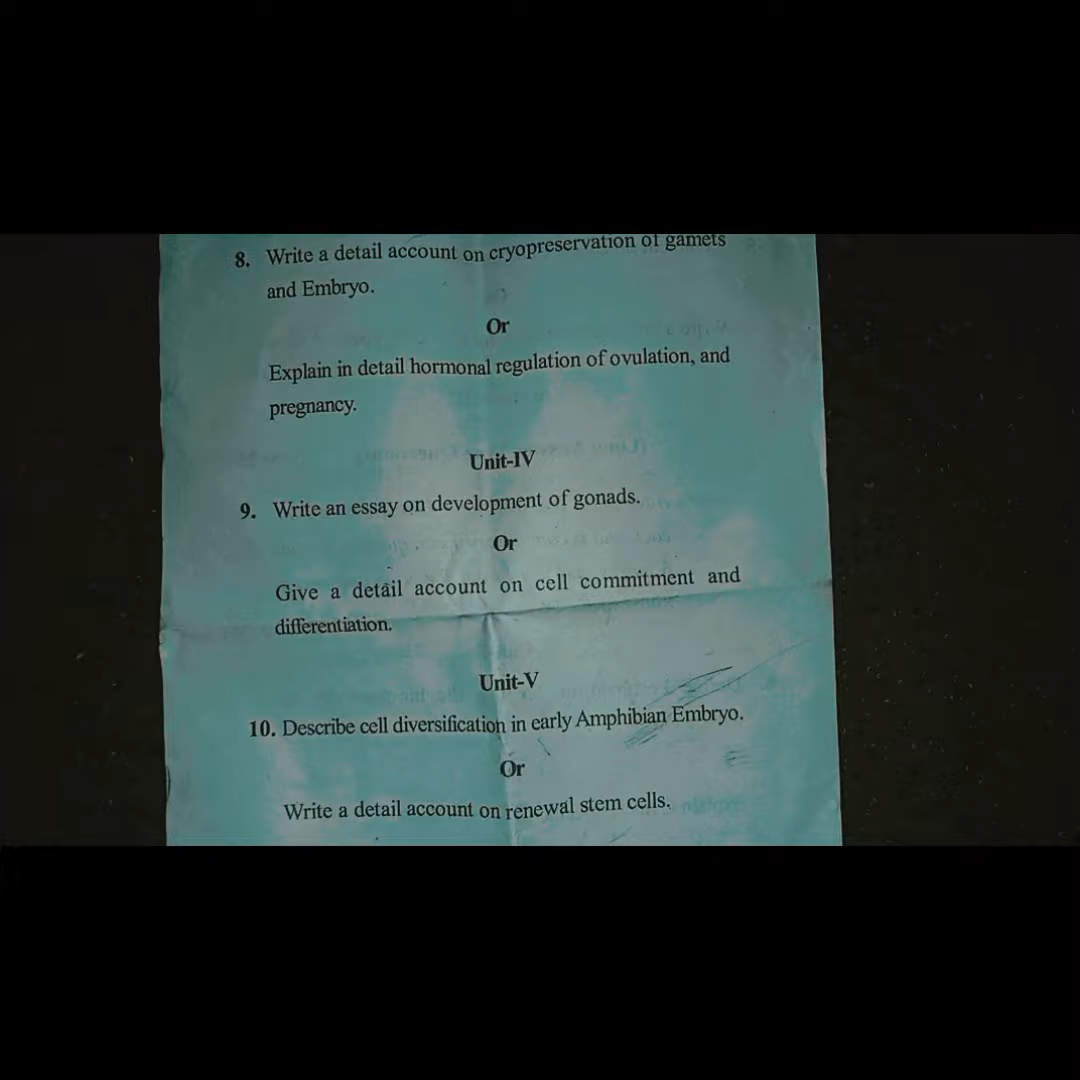 8. Write a detail account on cryopreservation of gamets
and Embryo.
Or
Explain in detail hormonal regulation of ovulation, and
pregnancy.
Unit-IV
9. Write an essay on development of gonads.
Or
Give a detail account on cell commitment and
differentiation.
Unit-V
10. Describe cell diversification in early Amphibian Embryo.
Or
Write a detail account on renewal stem cells.